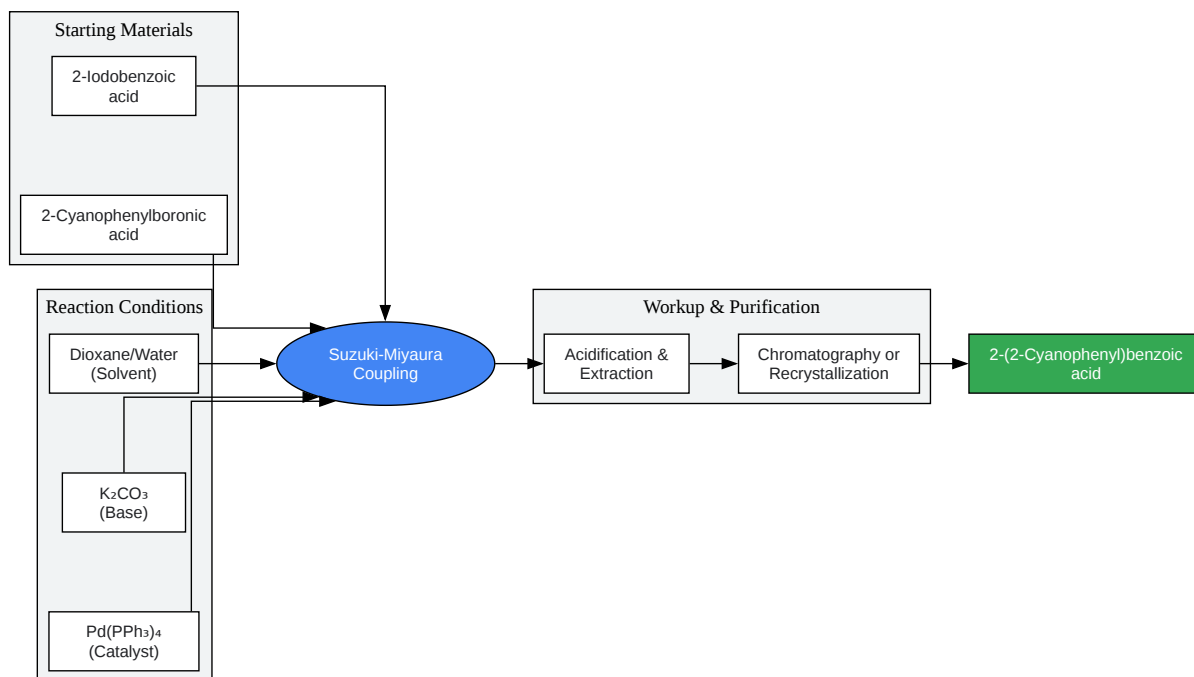 Starting Materials
2-Iodobenzoic
acid
2-Cyanophenylboronic
acid
Reaction Conditions
Dioxane/Water
(Solvent)
K₂CO₃
(Base)
Pd(PPh₃)₄
(Catalyst)
Suzuki-Miyaura
Coupling
Workup & Purification
Acidification &
Extraction
Chromatography or
Recrystallization
2-(2-Cyanophenyl)benzoic
acid